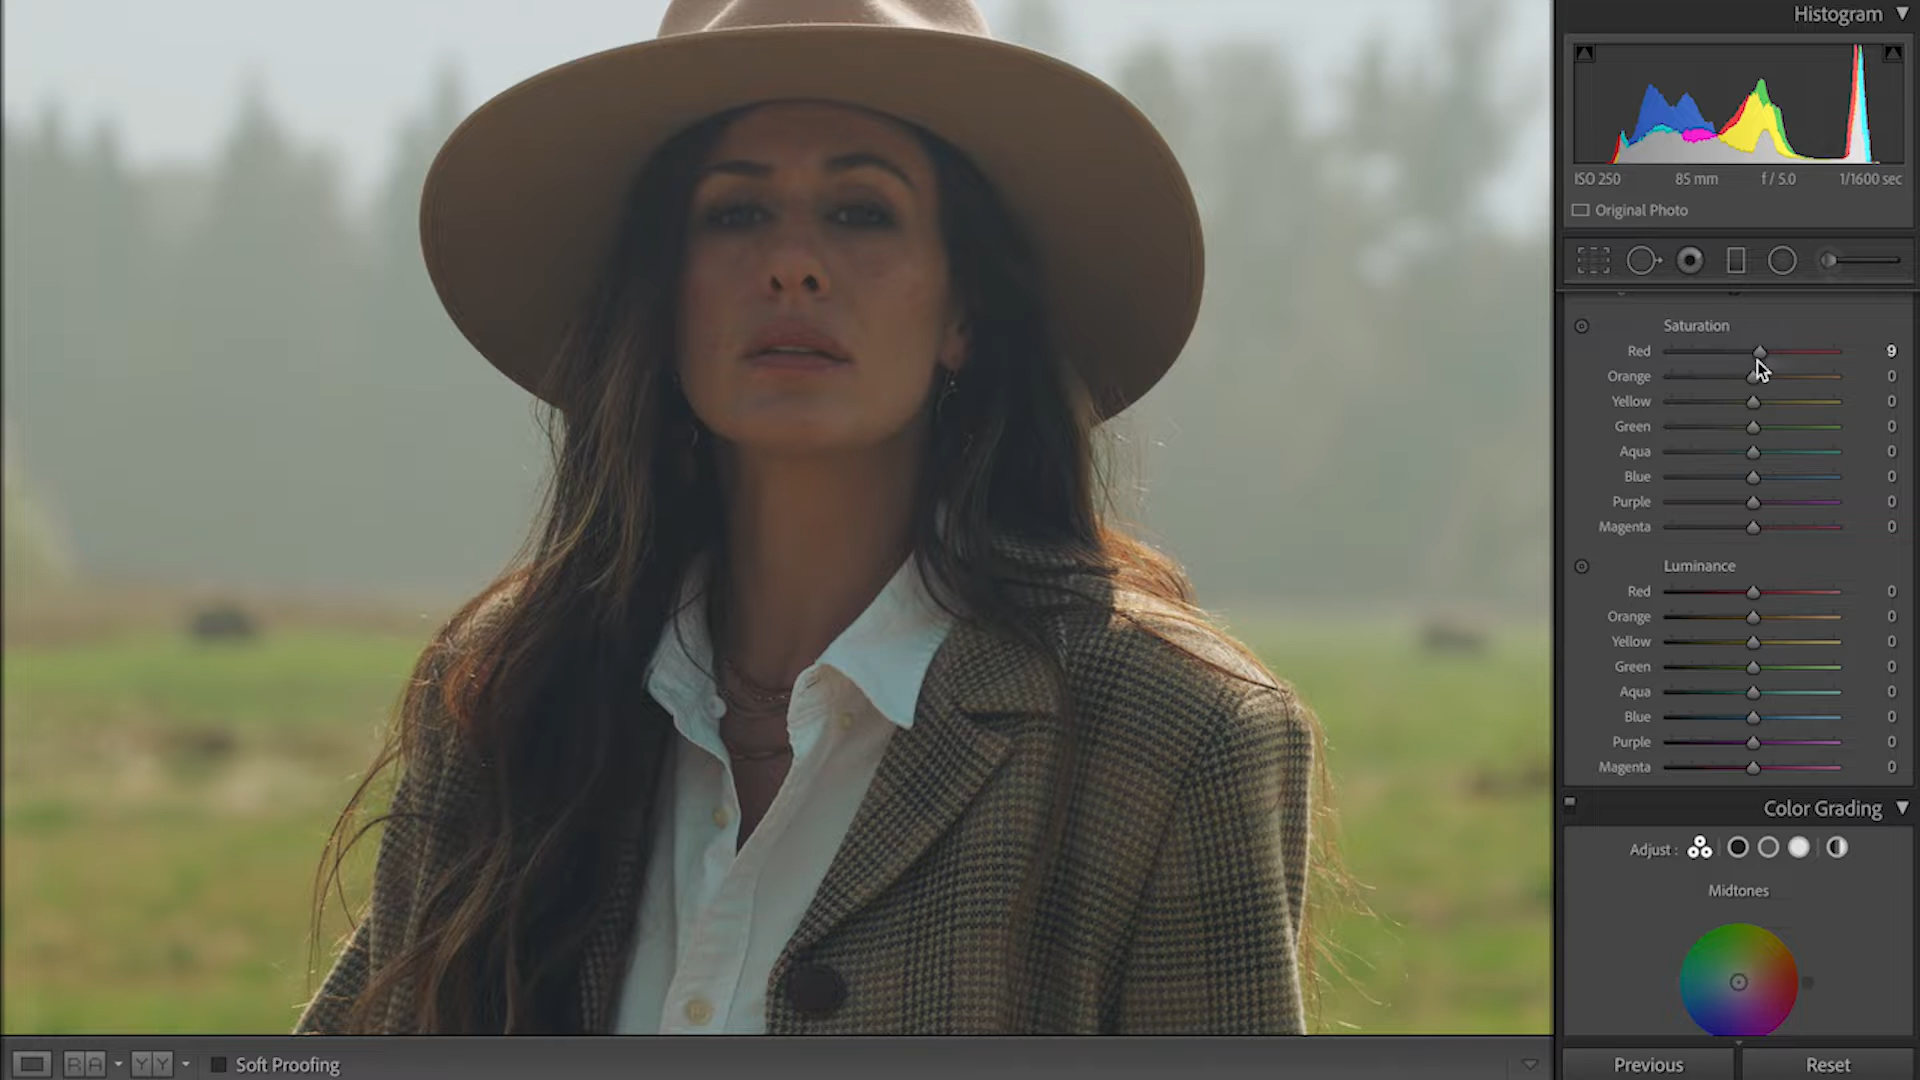 Histogram
ISO 250 85 mm f / 5.0 1/1600 sec
Original Photo
Saturation
Red 9
Orange 0
Yellow 0
Green 0
Aqua 0
Blue 0
Purple 0
Magenta 0
Luminance
Red 0
Orange 0
Yellow 0
Green 0
Aqua 0
Blue 0
Purple 0
Magenta 0
Color Grading
Adjust :
Midtones
R A Y Y Soft Proofing
Previous Reset